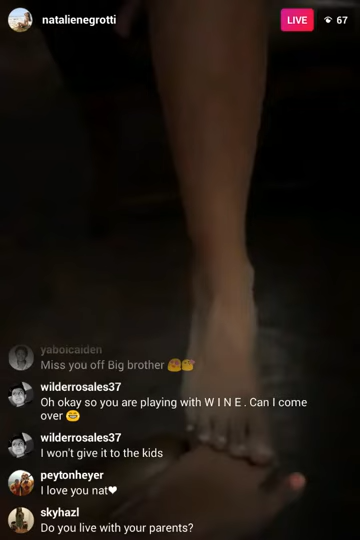 natalienegrotti
LIVE
67
yaboicaiden
Miss you off Big brother 😩😩
wilderrosales37
Oh okay so you are playing with W I N E . Can I come
over 😂
wilderrosales37
I won't give it to the kids
peytonheyer
I love you nat❤
skyhazl
Do you live with your parents?